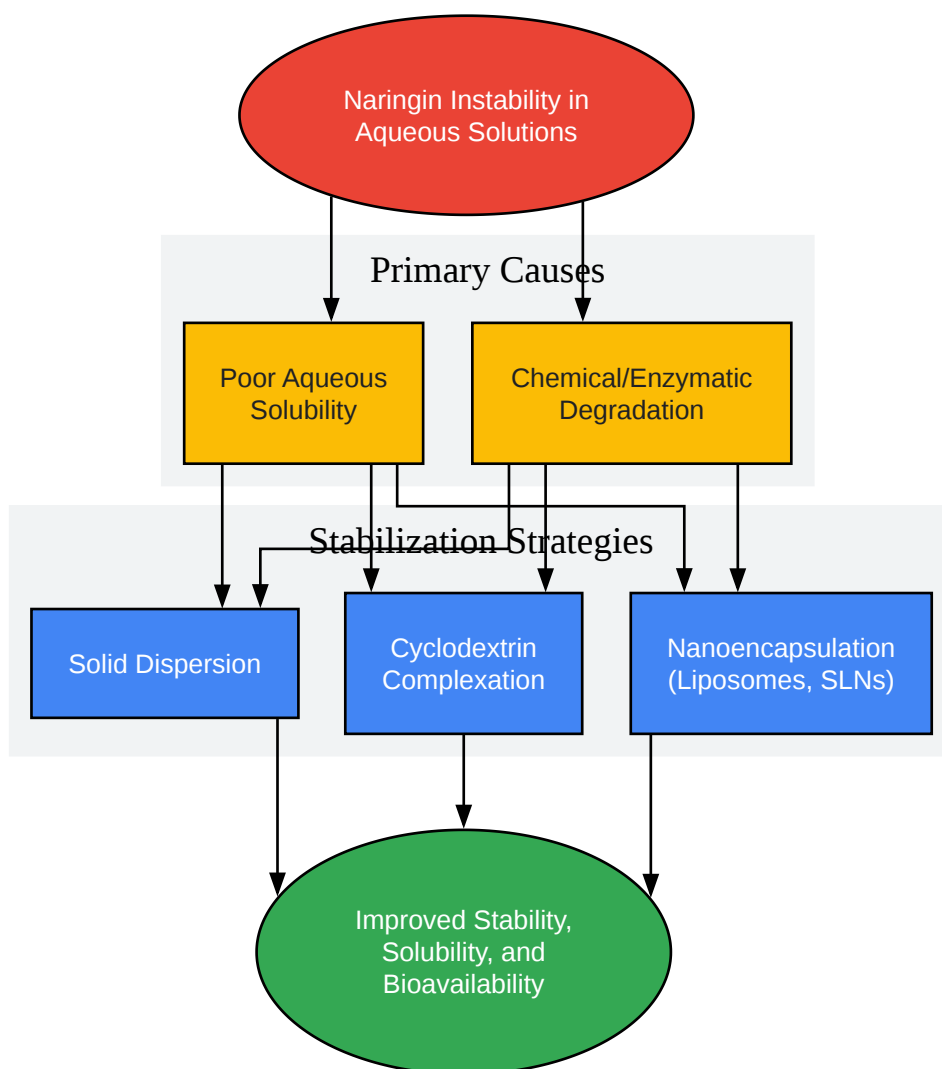 Naringin Instability in
Aqueous Solutions
Primary Causes
Poor Aqueous
Solubility
Chemical/Enzymatic
Degradation
Stabilization Strategies
Solid Dispersion
Cyclodextrin
Complexation
Nanoencapsulation
(Liposomes, SLNs)
Improved Stability,
Solubility, and
Bioavailability